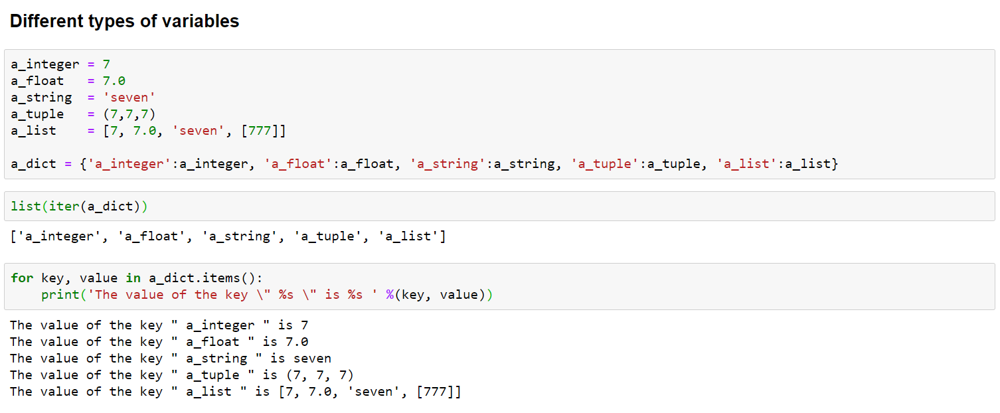 Different types of variables
a_integer = 7
a_float   = 7.0
a_string  = 'seven'
a_tuple   = (7,7,7)
a_list    = [7, 7.0, 'seven', [777]]
a_dict = {'a_integer':a_integer, 'a_float':a_float, 'a_string':a_string, 'a_tuple':a_tuple, 'a_list':a_list}
list(iter(a_dict))
['a_integer', 'a_float', 'a_string', 'a_tuple', 'a_list']
for key, value in a_dict.items():
    print('The value of the key \" %s \" is %s ' %(key, value))
The value of the key " a_integer " is 7
The value of the key " a_float " is 7.0
The value of the key " a_string " is seven
The value of the key " a_tuple " is (7, 7, 7)
The value of the key " a_list " is [7, 7.0, 'seven', [777]]